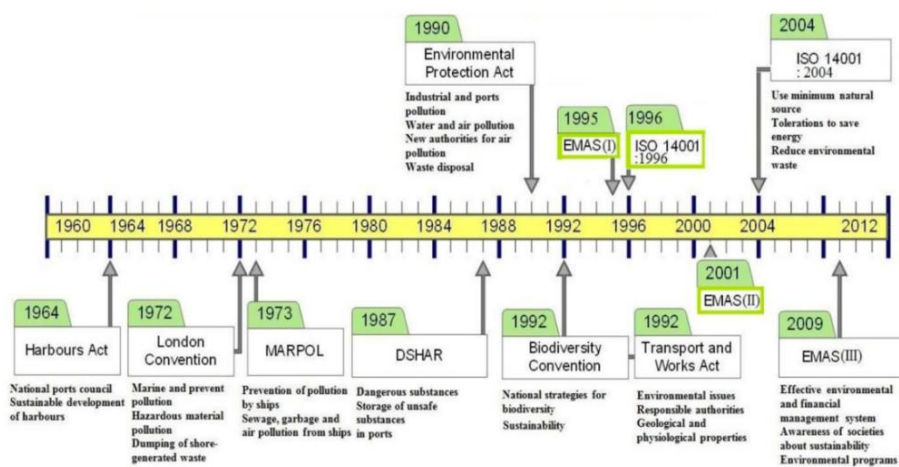 1990
Environmental
Protection Act
Industrial and ports
pollution
Water and air pollution
New authorities for air
pollution
Waste disposal
1995
EMAS(I)
1996
ISO 14001
:1996
2004
ISO 14001
: 2004
Use minimum natural
source
Tolerations to save
energy
Reduce environmental
waste
1960 1964 1968 1972 1976 1980 1984 1988 1992 1996 2000 2004 2012
1964
Harbours Act
National ports council
Sustainable development
of harbours
1972
London
Convention
Marine and prevent
pollution
Hazardous material
pollution
Dumping of shore-
generated waste
1973
MARPOL
Prevention of pollution
by ships
Sewage, garbage and
air pollution from ships
1987
DSHAR
Dangerous substances
Storage of unsafe
substances
in ports
1992
Biodiversity
Convention
National strategies for
biodiversity
Sustainability
1992
Transport and
Works Act
Environmental issues
Responsible authorities
Geological and
physiological properties
2001
EMAS(II)
2009
EMAS(III)
Effective environmental
and financial
management system
Awareness of societies
about sustainability
Environmental programs